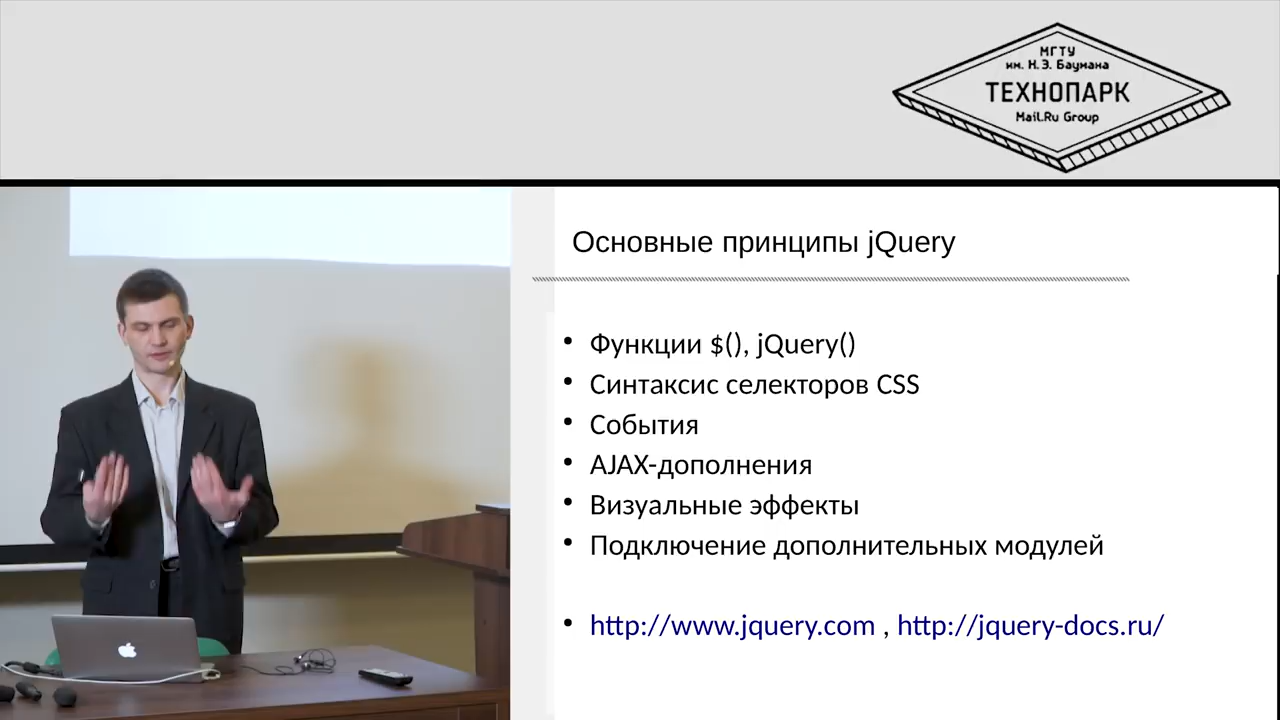 МГТУ
им. Н.Э. Баумана
ТЕХНОПАРК
Mail.Ru Group
Основные принципы jQuery
Функции $(), jQuery()
Синтаксис селекторов CSS
События
AJAX-дополнения
Визуальные эффекты
Подключение дополнительных модулей
http://www.jquery.com , http://jquery-docs.ru/